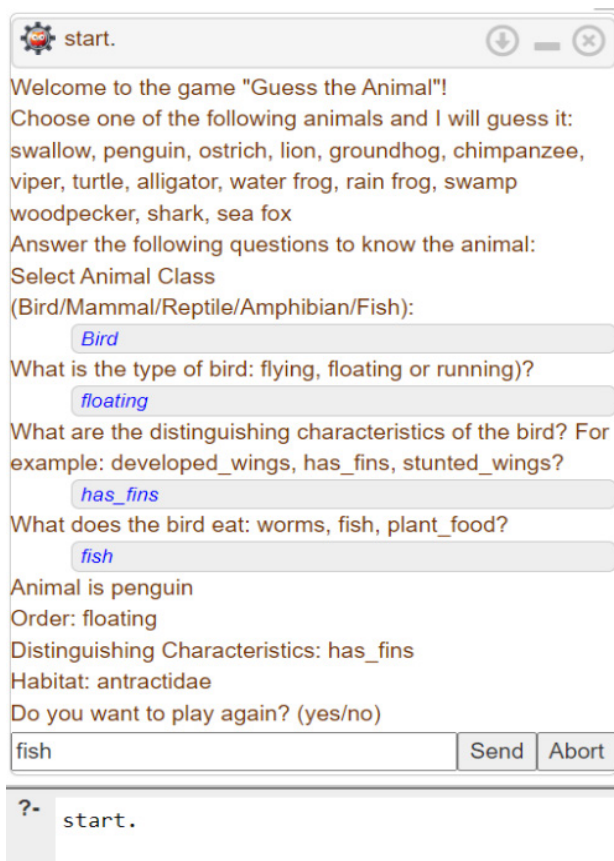 start.
Welcome to the game "Guess the Animal"!
Choose one of the following animals and I will guess it:
swallow, penguin, ostrich, lion, groundhog, chimpanzee,
viper, turtle, alligator, water frog, rain frog, swamp
woodpecker, shark, sea fox
Answer the following questions to know the animal:
Select Animal Class
(Bird/Mammal/Reptile/Amphibian/Fish):
Bird
What is the type of bird: flying, floating or running)?
floating
What are the distinguishing characteristics of the bird? For
example: developed_wings, has_fins, stunted_wings?
has_fins
What does the bird eat: worms, fish, plant_food?
fish
Animal is penguin
Order: floating
Distinguishing Characteristics: has_fins
Habitat: antractidae
Do you want to play again? (yes/no)
fish Send Abort
?- start.